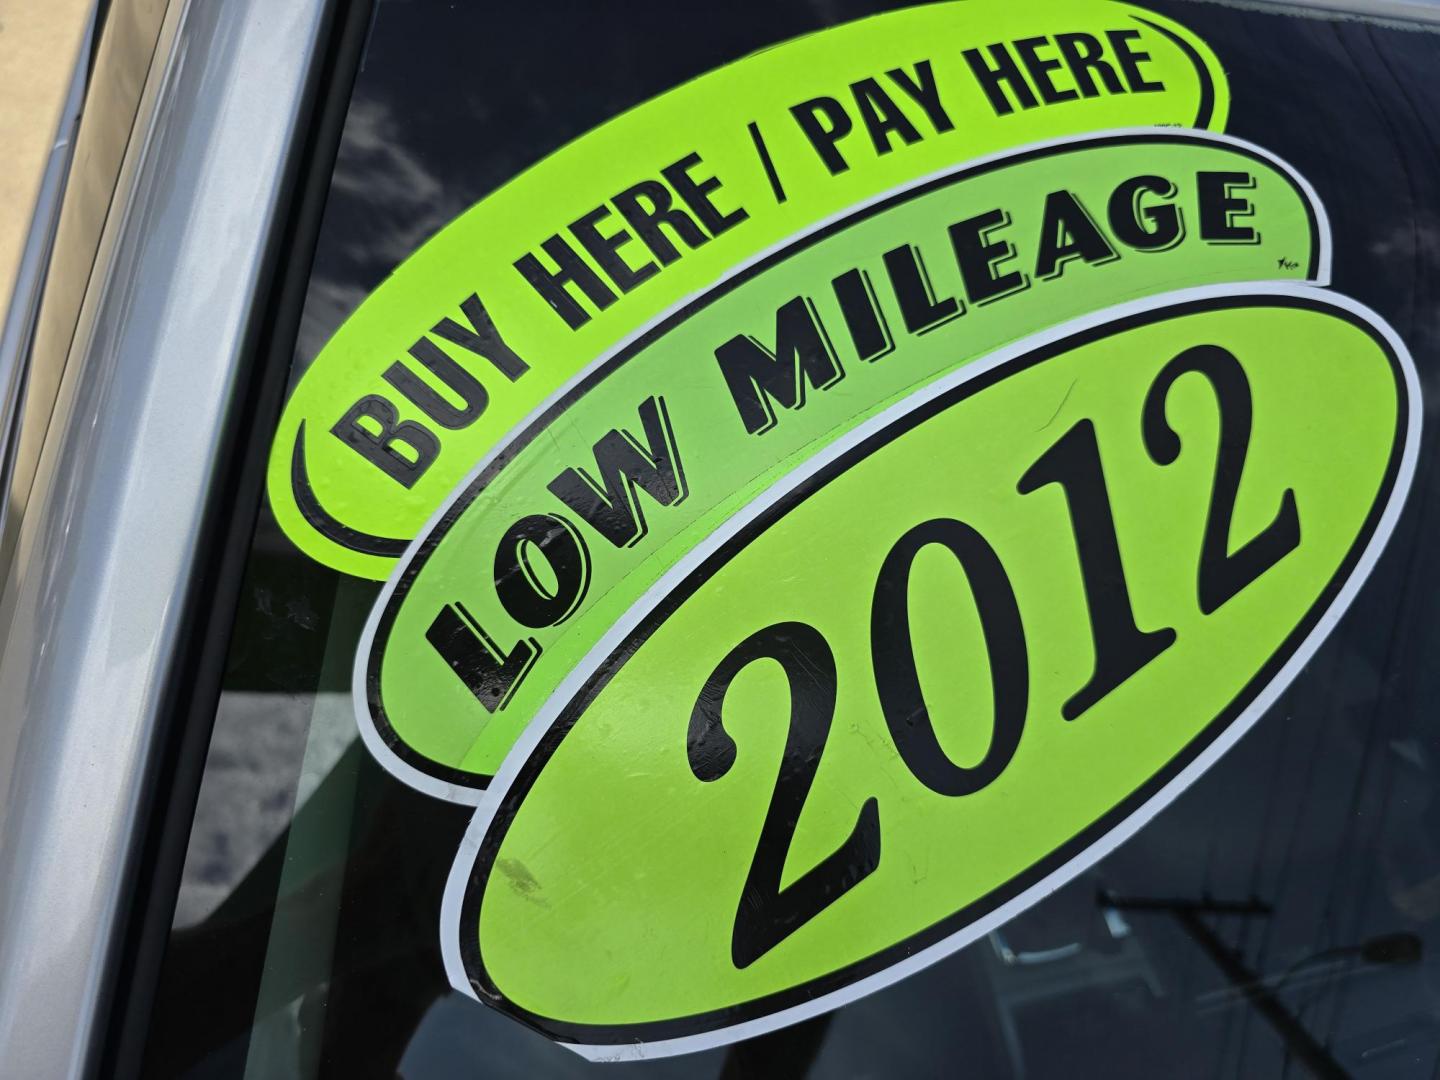 BUY HERE / PAY HERE
LOW MILEAGE
2012